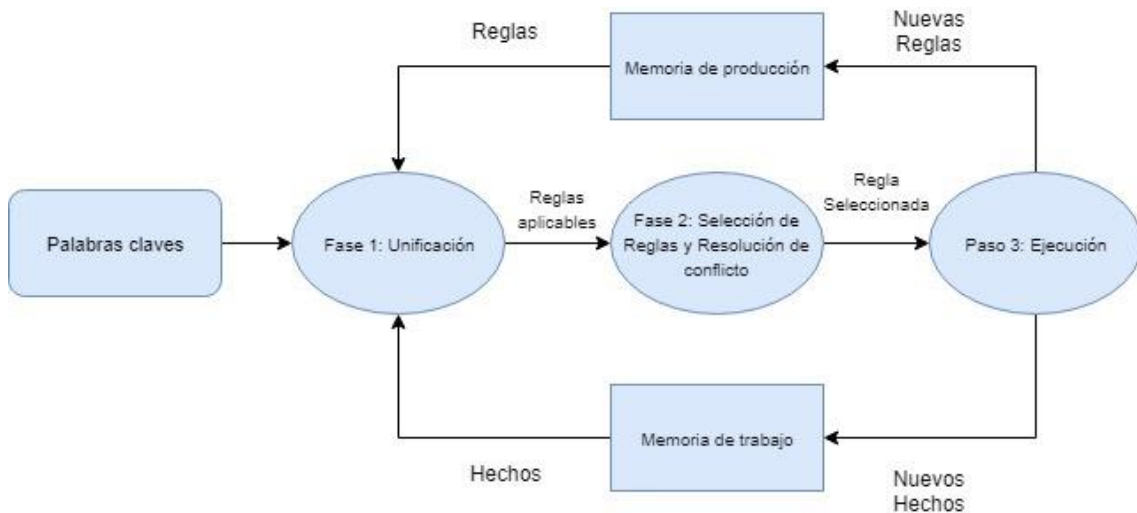 Reglas
Memoria de producción
Nuevas
Reglas
Palabras claves
Fase 1: Unificación
Reglas
aplicables
Fase 2: Selección de
Reglas y Resolución de
conflicto
Regla
Seleccionada
Paso 3: Ejecución
Hechos
Memoria de trabajo
Nuevos
Hechos